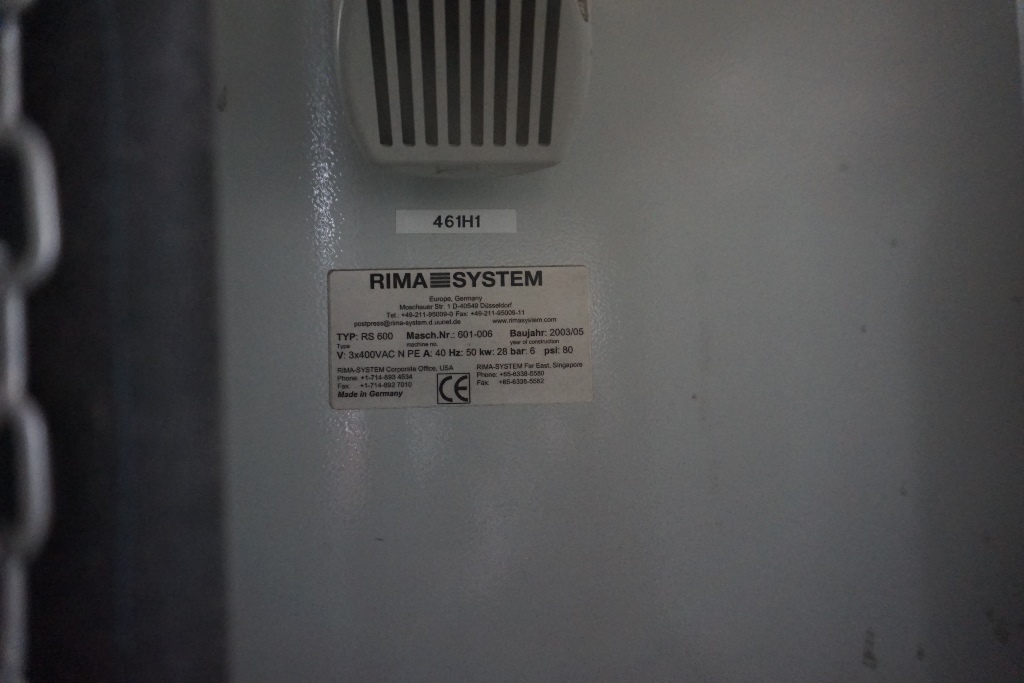 461H1
RIMA SYSTEM
Europe, Germany
Moschauer Str. 1 D-40549 Düsseldorf
Tel.: +49-211-95009-0 Fax: +49-211-95009-11
postpress@rima-system.d.uunet.de www.rimasystem.com
TYP: RS 600 Masch.Nr.: 601-006 Baujahr: 2003/05
Type machine no. year of construction
V: 3x400VAC N PE A: 40 Hz: 50 kw: 28 bar: 6 psi: 80
RIMA-SYSTEM Corporate Office, USA
Phone: +1-714-893 4534
Fax: +1-714-892 7010
Made in Germany
CE
RIMA-SYSTEM Far East, Singapore
Phone: +65-6338-5580
Fax: +65-6339-5582